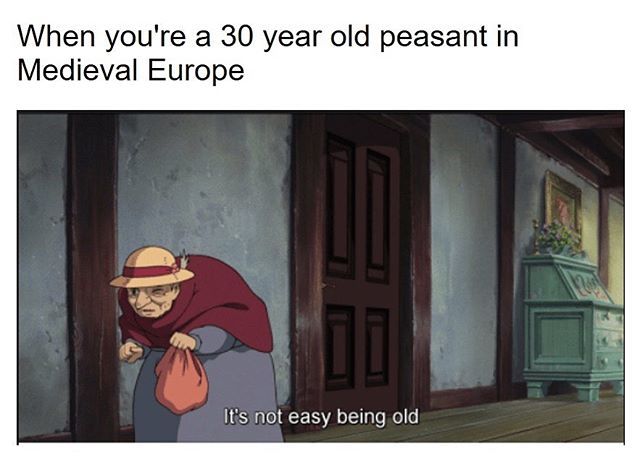 When you're a 30 year old peasant in
Medieval Europe
It's not easy being old